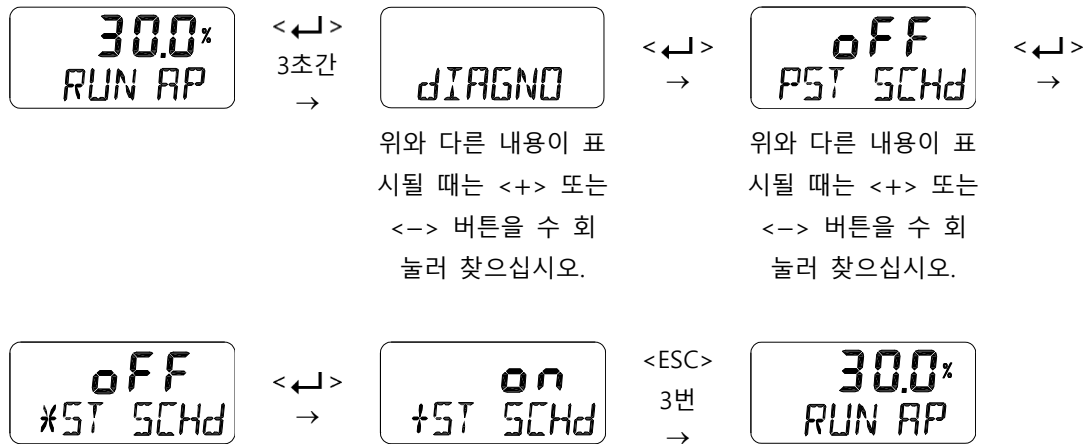 30.0%
RUN AP
< ↵ >
3초간
→
dIAGNO
< ↵ >
→
oFF
PST SCHd
< ↵ >
→
위와 다른 내용이 표
시될 때는 <+> 또는
<−> 버튼을 수 회
눌러 찾으십시오.
위와 다른 내용이 표
시될 때는 <+> 또는
<−> 버튼을 수 회
눌러 찾으십시오.
oFF
*ST SCHd
< ↵ >
→
on
+ST SCHd
<ESC>
3번
→
30.0%
RUN AP